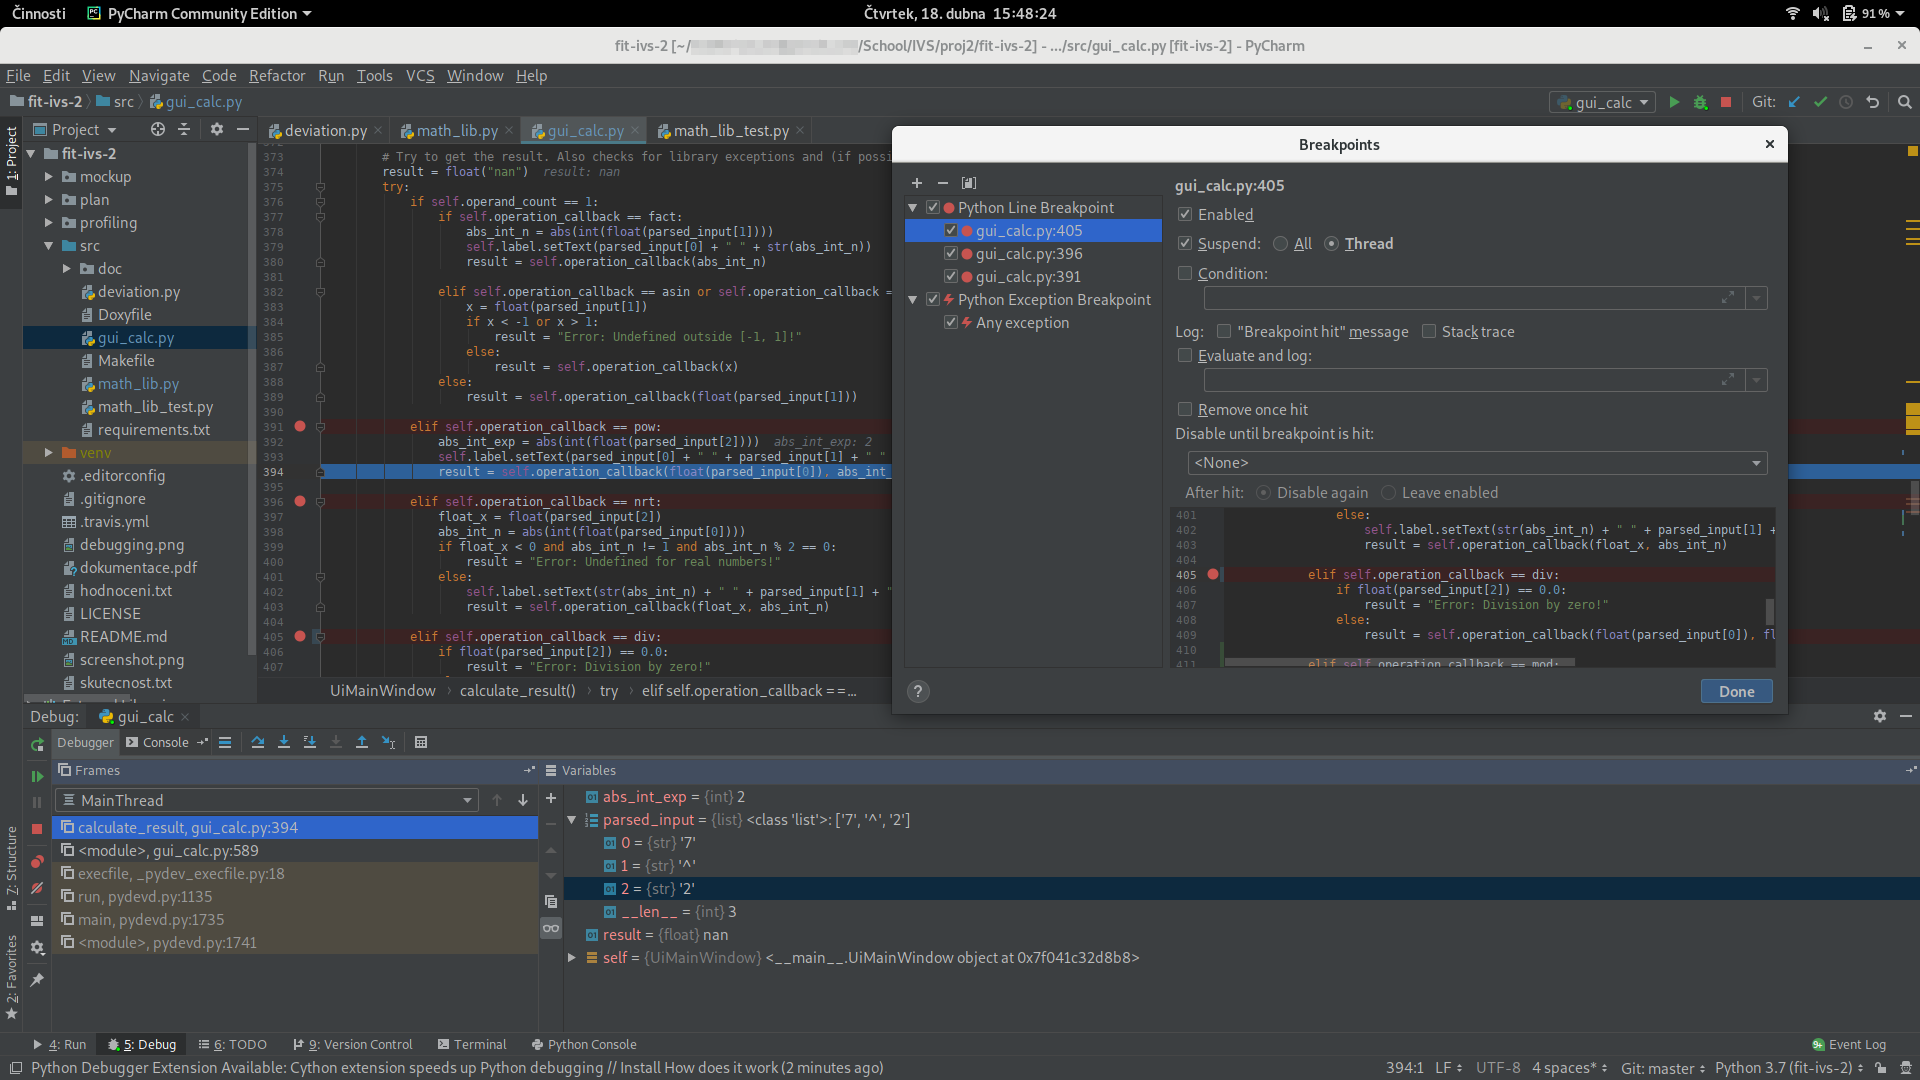 Činnosti
PyCharm Community Edition
Čtvrtek, 18. dubna  15:48:24
91 %
fit-ivs-2 [~/ /School/IVS/proj2/fit-ivs-2] - .../src/gui_calc.py [fit-ivs-2] - PyCharm
File Edit View Navigate Code Refactor Run Tools VCS Window Help
fit-ivs-2 src gui_calc.py
gui_calc
Git:
1: Project
7: Structure
2: Favorites
Project
fit-ivs-2
mockup
plan
profiling
src
doc
deviation.py
Doxyfile
gui_calc.py
Makefile
math_lib.py
math_lib_test.py
requirements.txt
venv
.editorconfig
.gitignore
.travis.yml
debugging.png
dokumentace.pdf
hodnoceni.txt
LICENSE
README.md
screenshot.png
skutecnost.txt
deviation.py math_lib.py gui_calc.py math_lib_test.py
373 # Try to get the result. Also checks for library exceptions and (if possi
374 result = float("nan")  result: nan
375 try:
376 if self.operand_count == 1:
377 if self.operation_callback == fact:
378 abs_int_n = abs(int(float(parsed_input[1])))
379 self.label.setText(parsed_input[0] + " " + str(abs_int_n))
380 result = self.operation_callback(abs_int_n)
381
382 elif self.operation_callback == asin or self.operation_callback =
383 x = float(parsed_input[1])
384 if x < -1 or x > 1:
385 result = "Error: Undefined outside [-1, 1]!"
386 else:
387 result = self.operation_callback(x)
388 else:
389 result = self.operation_callback(float(parsed_input[1]))
390
391 elif self.operation_callback == pow:
392 abs_int_exp = abs(int(float(parsed_input[2])))  abs_int_exp: 2
393 self.label.setText(parsed_input[0] + " " + parsed_input[1] + " "
394 result = self.operation_callback(float(parsed_input[0]), abs_int_
395
396 elif self.operation_callback == nrt:
397 float_x = float(parsed_input[2])
398 abs_int_n = abs(int(float(parsed_input[0])))
399 if float_x < 0 and abs_int_n != 1 and abs_int_n % 2 == 0:
400 result = "Error: Undefined for real numbers!"
401 else:
402 self.label.setText(str(abs_int_n) + " " + parsed_input[1] + "
403 result = self.operation_callback(float_x, abs_int_n)
404
405 elif self.operation_callback == div:
406 if float(parsed_input[2]) == 0.0:
407 result = "Error: Division by zero!"
UiMainWindow › calculate_result() › try › elif self.operation_callback ==...
Breakpoints
Python Line Breakpoint
gui_calc.py:405
gui_calc.py:396
gui_calc.py:391
Python Exception Breakpoint
Any exception
gui_calc.py:405
Enabled
Suspend: All Thread
Condition:
Log: "Breakpoint hit" message Stack trace
Evaluate and log:
Remove once hit
Disable until breakpoint is hit:
<None>
After hit: Disable again Leave enabled
401 else:
402 self.label.setText(str(abs_int_n) + " " + parsed_input[1] +
403 result = self.operation_callback(float_x, abs_int_n)
404
405 elif self.operation_callback == div:
406 if float(parsed_input[2]) == 0.0:
407 result = "Error: Division by zero!"
408 else:
409 result = self.operation_callback(float(parsed_input[0]), fl
410
411 elif self.operation_callback == mod:
?
Done
Debug: gui_calc
Debugger Console
Frames
MainThread
calculate_result, gui_calc.py:394
<module>, gui_calc.py:589
execfile, _pydev_execfile.py:18
run, pydevd.py:1135
main, pydevd.py:1735
<module>, pydevd.py:1741
Variables
abs_int_exp = {int} 2
parsed_input = {list} <class 'list'>: ['7', '^', '2']
0 = {str} '7'
1 = {str} '^'
2 = {str} '2'
__len__ = {int} 3
result = {float} nan
self = {UiMainWindow} <__main__.UiMainWindow object at 0x7f041c32d8b8>
4: Run 5: Debug 6: TODO 9: Version Control Terminal Python Console
Event Log
Python Debugger Extension Available: Cython extension speeds up Python debugging // Install How does it work (2 minutes ago)
394:1 LF UTF-8 4 spaces* Git: master Python 3.7 (fit-ivs-2)